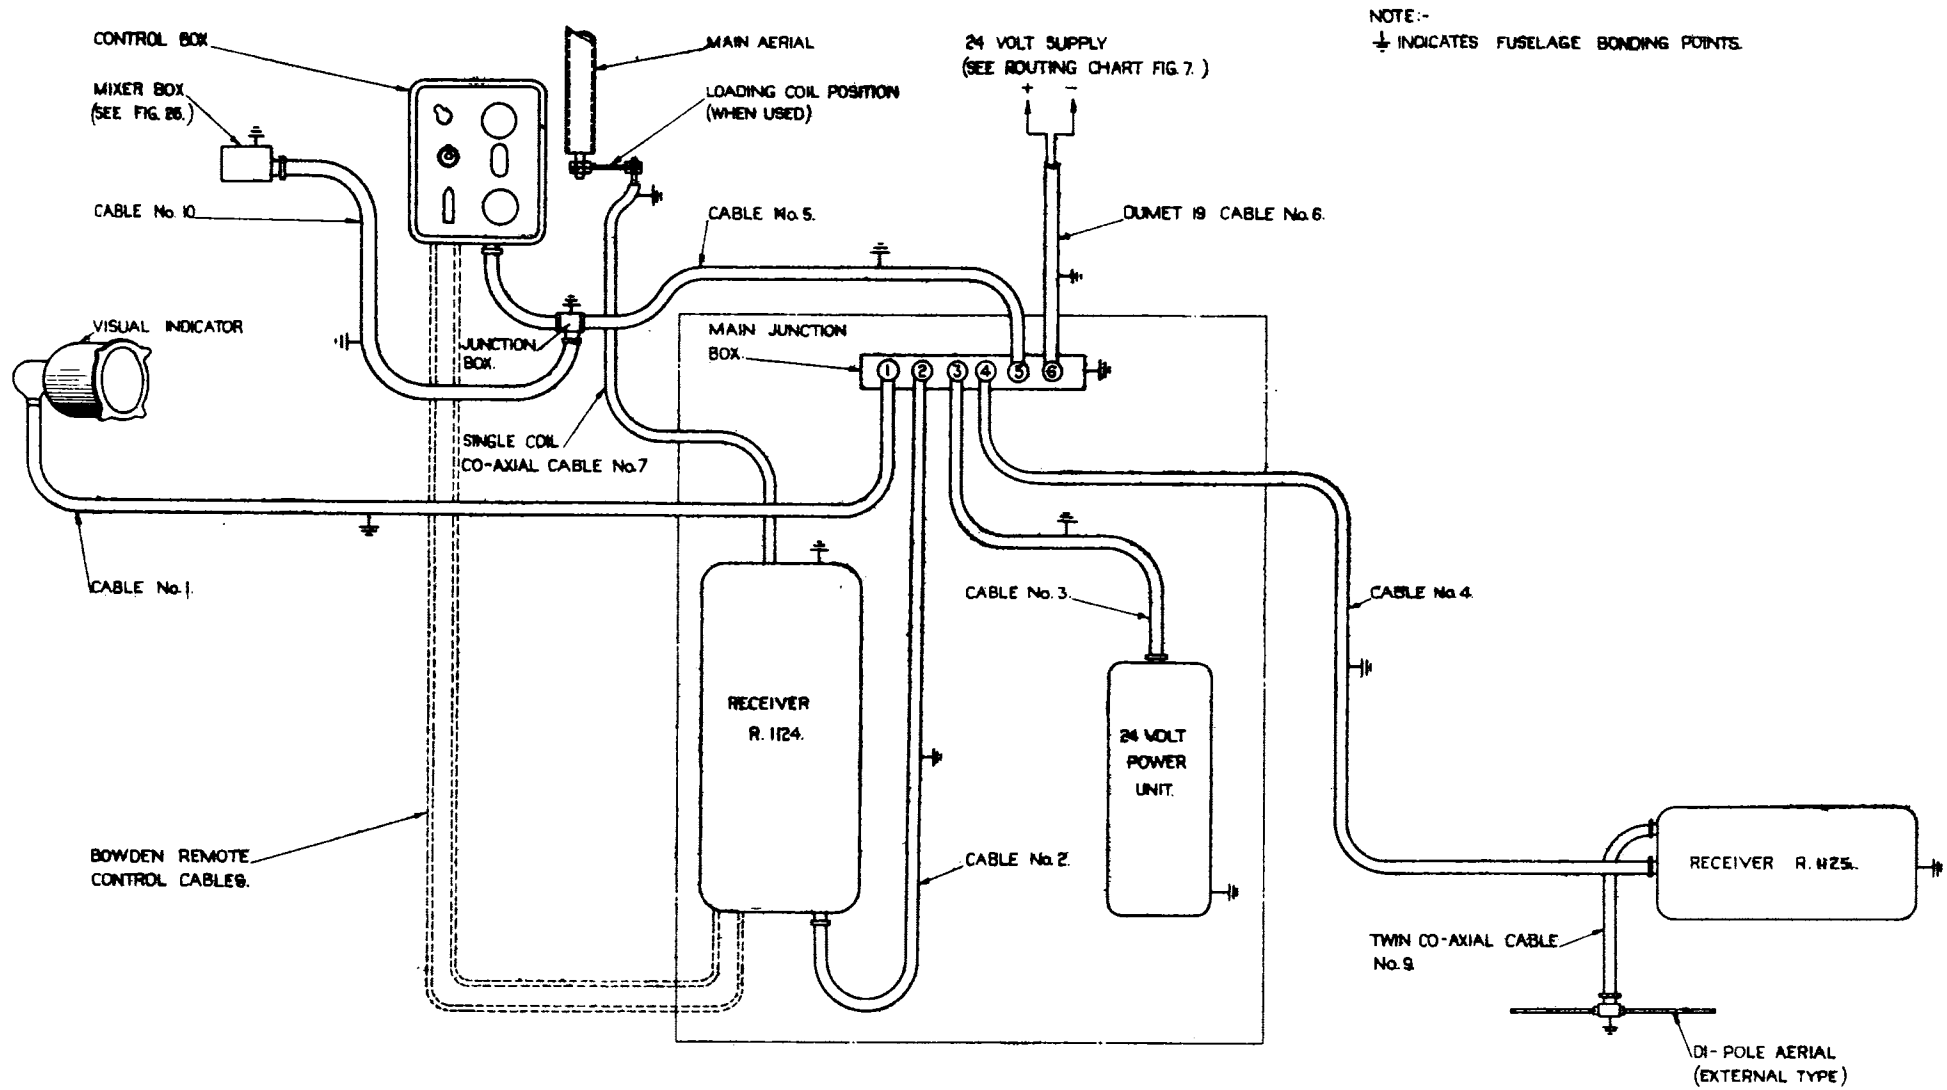 NOTE:-
INDICATES FUSELAGE BONDING POINTS.
CONTROL BOX
MAIN AERIAL
24 VOLT SUPPLY
(SEE ROUTING CHART FIG. 7.)
+ -
MIXER BOX
(SEE FIG. 26.)
LOADING COIL POSITION
(WHEN USED)
CABLE No. 10
CABLE No. 5.
DUMET 19 CABLE No. 6.
VISUAL INDICATOR
JUNCTION
BOX.
MAIN JUNCTION
BOX.
1 2 3 4 5 6
SINGLE COIL
CO-AXIAL CABLE No. 7
CABLE No. 1.
CABLE No. 3.
CABLE No. 4.
RECEIVER
R. 1124.
24 VOLT
POWER
UNIT.
BOWDEN REMOTE
CONTROL CABLES.
CABLE No. 2.
RECEIVER R. 1125.
TWIN CO-AXIAL CABLE
No. 9.
DI-POLE AERIAL
(EXTERNAL TYPE)